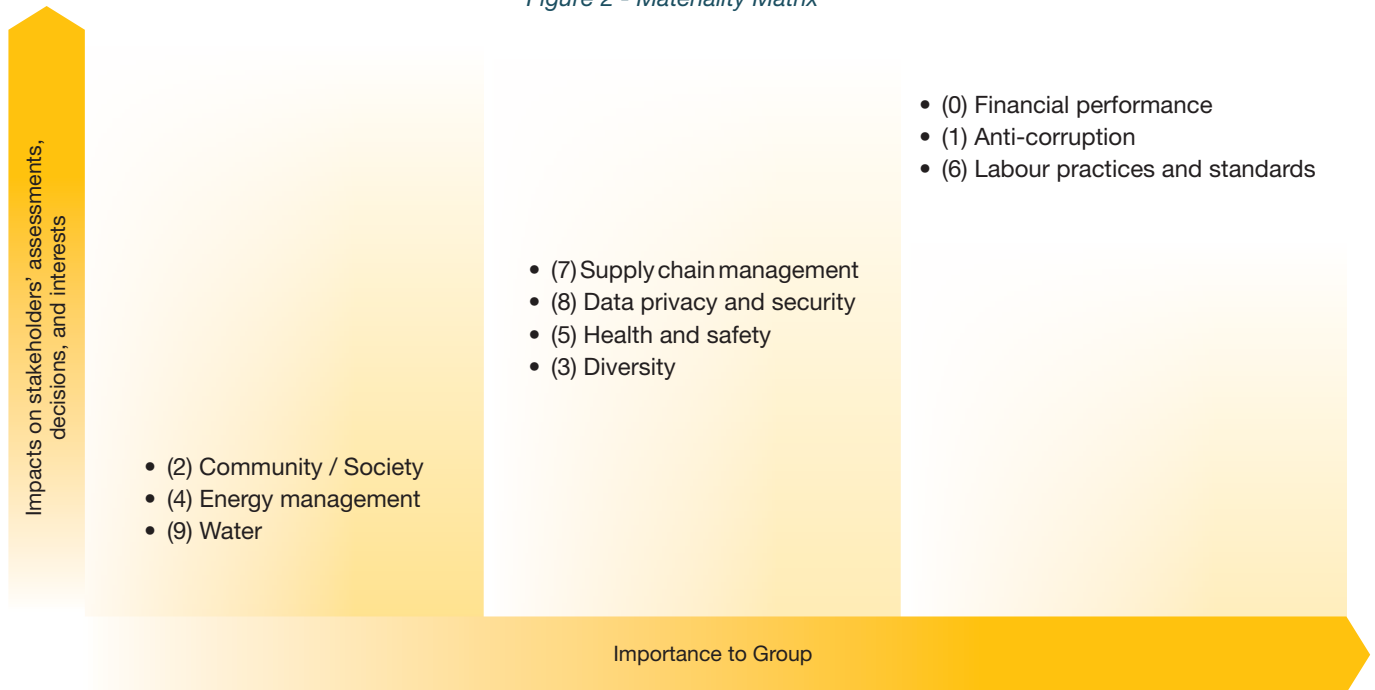 Figure 2 - Materiality Matrix
Impacts on stakeholders’ assessments,
decisions, and interests
• (0) Financial performance
• (1) Anti-corruption
• (6) Labour practices and standards
• (7) Supply chain management
• (8) Data privacy and security
• (5) Health and safety
• (3) Diversity
• (2) Community / Society
• (4) Energy management
• (9) Water
Importance to Group